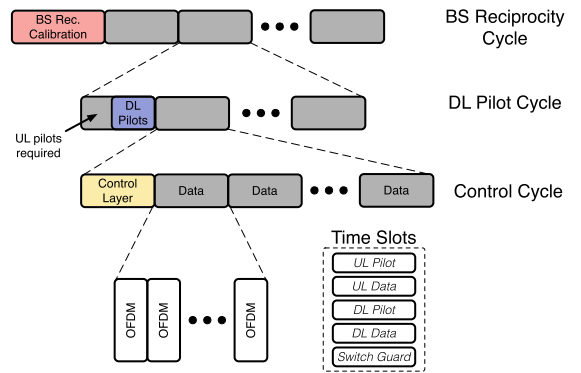 BS Rec.
Calibration
BS Reciprocity
Cycle
DL
Pilots
DL Pilot Cycle
UL pilots
required
Control
Layer
Data
Data
Data
Control Cycle
Time Slots
UL Pilot
UL Data
DL Pilot
DL Data
Switch Guard
OFDM
OFDM
OFDM